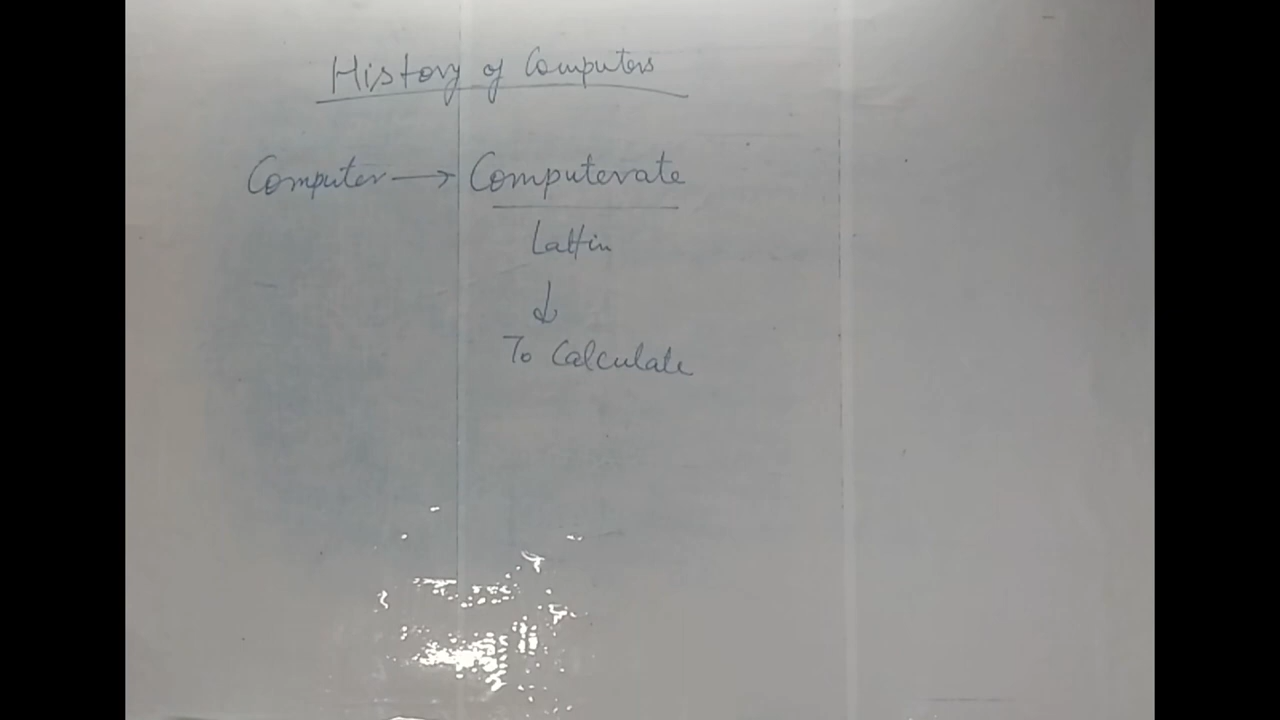 History of Computers
Computer → Computerate
Lattin
↓
To Calculate